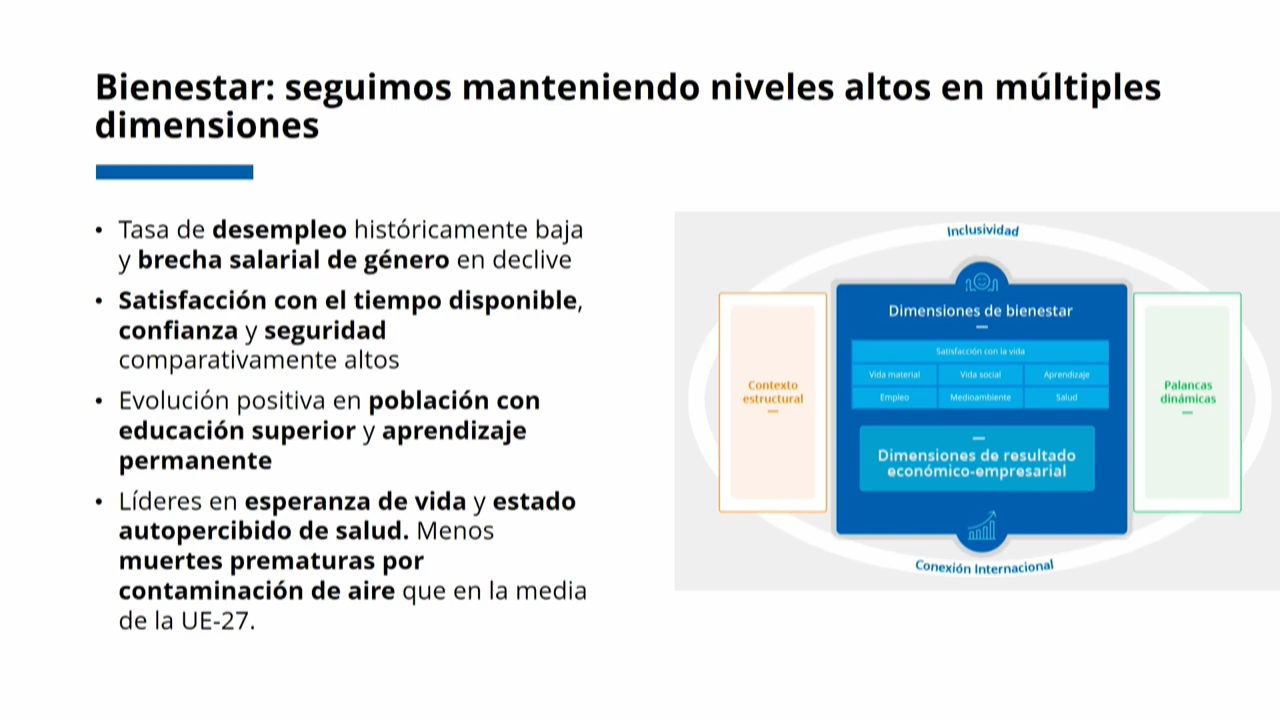 Bienestar: seguimos manteniendo niveles altos en múltiples
dimensiones
• Tasa de desempleo históricamente baja
y brecha salarial de género en declive
• Satisfacción con el tiempo disponible,
confianza y seguridad
comparativamente altos
• Evolución positiva en población con
educación superior y aprendizaje
permanente
• Líderes en esperanza de vida y estado
autopercibido de salud. Menos
muertes prematuras por
contaminación de aire que en la media
de la UE-27.
Inclusividad
Dimensiones de bienestar
Satisfacción con la vida
Vida material
Vida social
Aprendizaje
Empleo
Medioambiente
Salud
Contexto
estructural
Palancas
dinámicas
Dimensiones de resultado
económico-empresarial
Conexión Internacional